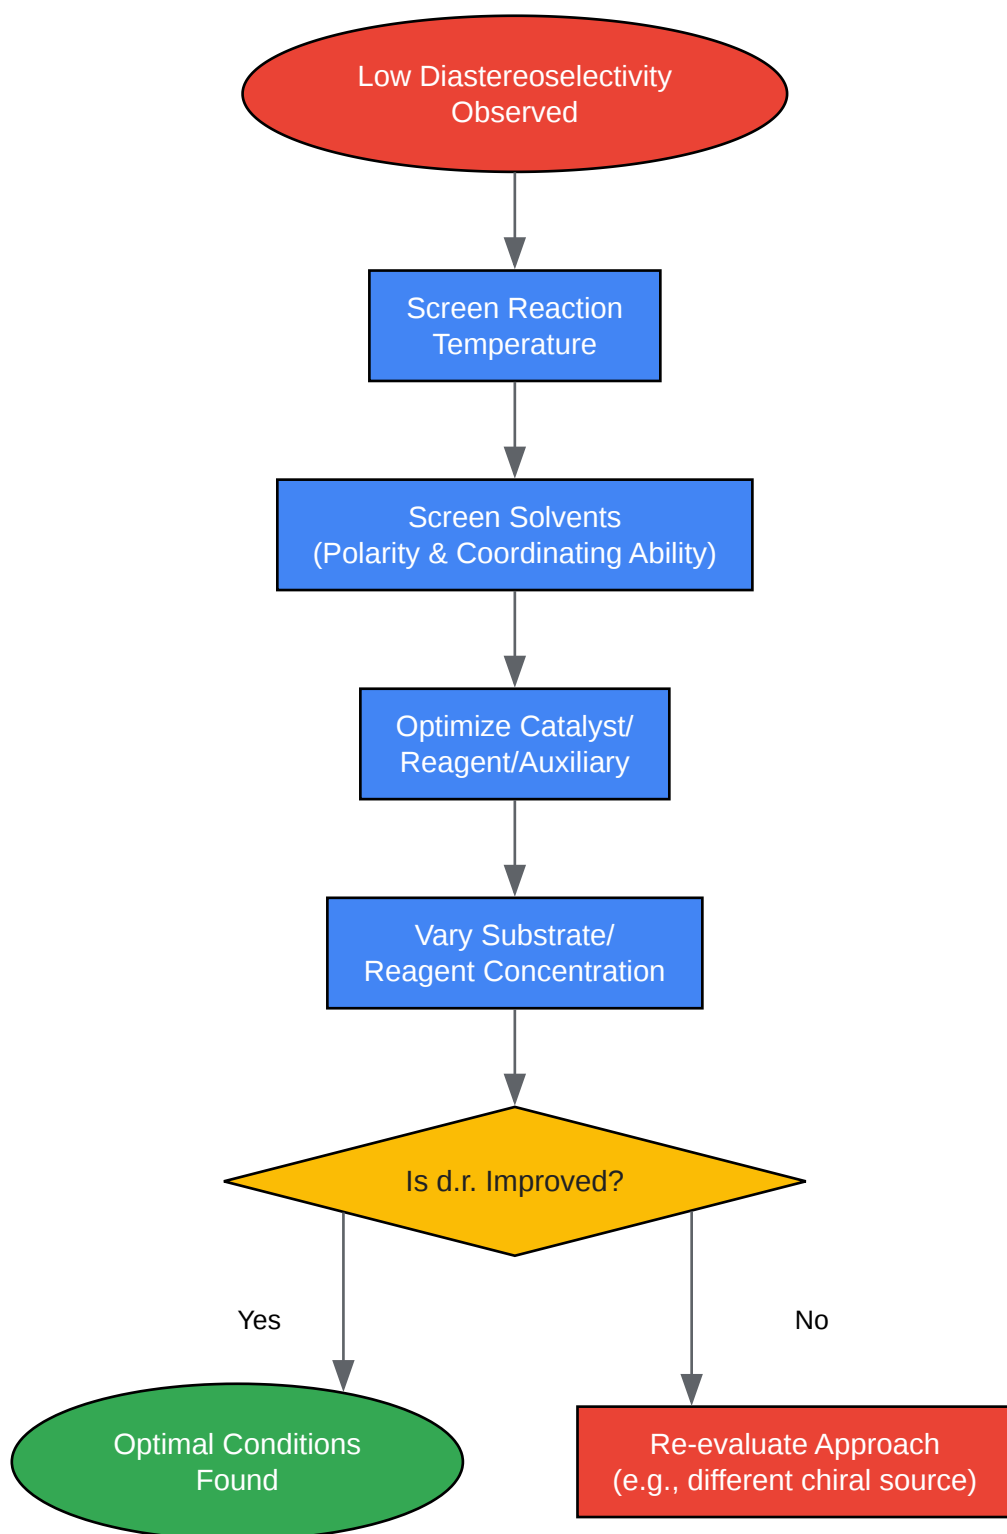 Low Diastereoselectivity
Observed
Screen Reaction
Temperature
Screen Solvents
(Polarity & Coordinating Ability)
Optimize Catalyst/
Reagent/Auxiliary
Vary Substrate/
Reagent Concentration
Is d.r. Improved?
Yes
No
Optimal Conditions
Found
Re-evaluate Approach
(e.g., different chiral source)